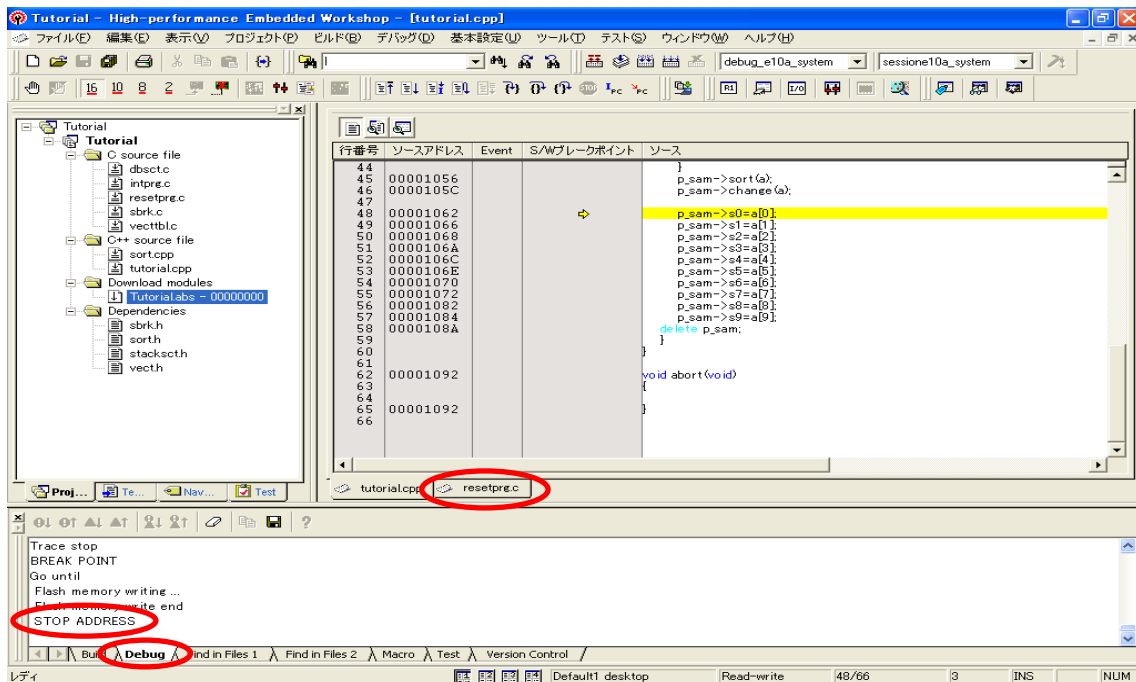 Tutorial - High-performance Embedded Workshop - [tutorial.cpp]
ファイル(F) 編集(E) 表示(V) プロジェクト(P) ビルド(B) デバッグ(D) 基本設定(U) ツール(T) テスト(S) ウィンドウ(W) ヘルプ(H)
debug_e10a_system sessione10a_system
16 10 8 2 PC PC R1 I/O
Tutorial
Tutorial
C source file
dbsct.c
intprg.c
resetprg.c
sbrk.c
vecttbl.c
C++ source file
sort.cpp
tutorial.cpp
Download modules
Tutorial.abs - 00000000
Dependencies
sbrk.h
sort.h
stacksct.h
vect.h
Proj... Te... Nav... Test
行番号 ソースアドレス Event S/Wブレークポイント ソース
44 }
45 00001056 p_sam->sort(a);
46 0000105C p_sam->change(a);
47
48 00001062 p_sam->s0=a[0];
49 00001066 p_sam->s1=a[1];
50 00001068 p_sam->s2=a[2];
51 0000106A p_sam->s3=a[3];
52 0000106C p_sam->s4=a[4];
53 0000106E p_sam->s5=a[5];
54 00001070 p_sam->s6=a[6];
55 00001072 p_sam->s7=a[7];
56 00001082 p_sam->s8=a[8];
57 00001084 p_sam->s9=a[9];
58 0000108A delete p_sam;
59 }
60 }
61
62 00001092 void abort(void)
63 {
64
65 00001092 }
66
tutorial.cpp resetprg.c
Trace stop
BREAK POINT
Go until
Flash memory writing ...
Flash memory write end
STOP ADDRESS
Build Debug Find in Files 1 Find in Files 2 Macro Test Version Control
レディ Default1 desktop Read-write 48/66 3 INS NUM